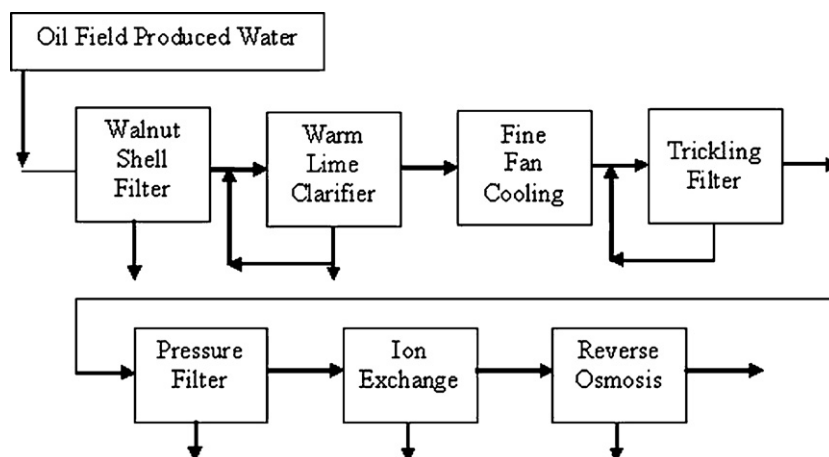 Oil Field Produced Water
Walnut
Shell
Filter
Warm
Lime
Clarifier
Fine
Fan
Cooling
Trickling
Filter
Pressure
Filter
Ion
Exchange
Reverse
Osmosis